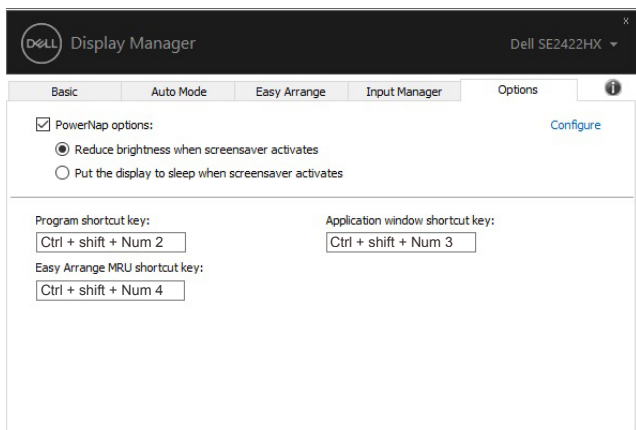 x
DELL Display Manager Dell SE2422HX
Basic Auto Mode Easy Arrange Input Manager Options i
PowerNap options: Configure
Reduce brightness when screensaver activates
Put the display to sleep when screensaver activates
Program shortcut key: Application window shortcut key:
Ctrl + shift + Num 2 Ctrl + shift + Num 3
Easy Arrange MRU shortcut key:
Ctrl + shift + Num 4